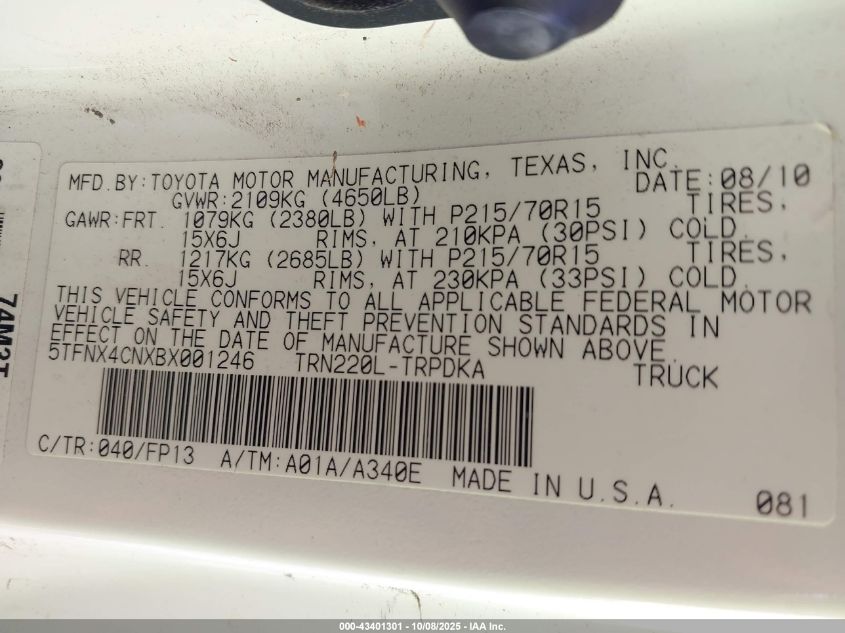 MFD.BY:TOYOTA MOTOR MANUFACTURING, TEXAS, INC.
DATE:08/10
GVWR:2109KG (4650LB)
GAWR:FRT. 1079KG (2380LB) WITH P215/70R15 TIRES,
15X6J RIMS, AT 210KPA (30PSI) COLD.
RR. 1217KG (2685LB) WITH P215/70R15 TIRES,
15X6J RIMS, AT 230KPA (33PSI) COLD.
THIS VEHICLE CONFORMS TO ALL APPLICABLE FEDERAL MOTOR
VEHICLE SAFETY AND THEFT PREVENTION STANDARDS IN
EFFECT ON THE DATE OF MANUFACTURE SHOWN ABOVE.
5TFNX4CNXBX001246 TRN220L-TRPDKA TRUCK
C/TR:040/FP13 A/TM:A01A/A340E MADE IN U.S.A.
081
000-43401301 - 10/08/2025 - IAA Inc.